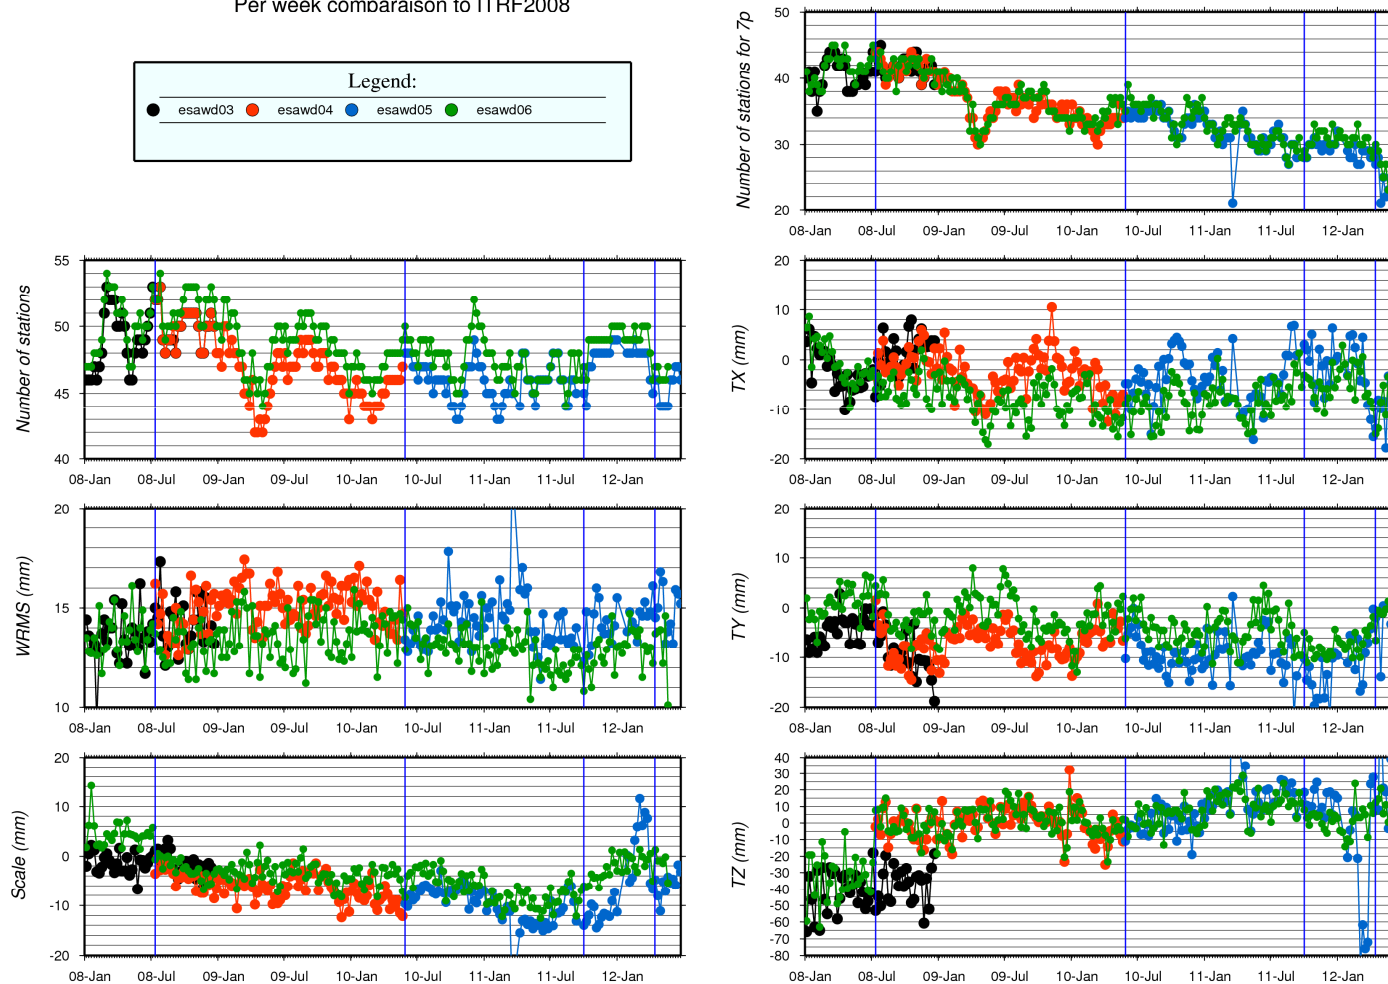 Per week comparaison to ITRF2008
Legend:
esawd03 esawd04 esawd05 esawd06
Number of stations for 7p
50
40
30
20
08-Jan 08-Jul 09-Jan 09-Jul 10-Jan 10-Jul 11-Jan 11-Jul 12-Jan
Number of stations
55
50
45
40
08-Jan 08-Jul 09-Jan 09-Jul 10-Jan 10-Jul 11-Jan 11-Jul 12-Jan
TX (mm)
20
10
0
-10
-20
08-Jan 08-Jul 09-Jan 09-Jul 10-Jan 10-Jul 11-Jan 11-Jul 12-Jan
WRMS (mm)
20
15
10
08-Jan 08-Jul 09-Jan 09-Jul 10-Jan 10-Jul 11-Jan 11-Jul 12-Jan
TY (mm)
20
10
0
-10
-20
08-Jan 08-Jul 09-Jan 09-Jul 10-Jan 10-Jul 11-Jan 11-Jul 12-Jan
Scale (mm)
20
10
0
-10
-20
08-Jan 08-Jul 09-Jan 09-Jul 10-Jan 10-Jul 11-Jan 11-Jul 12-Jan
TZ (mm)
40
30
20
10
0
-10
-20
-30
-40
-50
-60
-70
-80
08-Jan 08-Jul 09-Jan 09-Jul 10-Jan 10-Jul 11-Jan 11-Jul 12-Jan